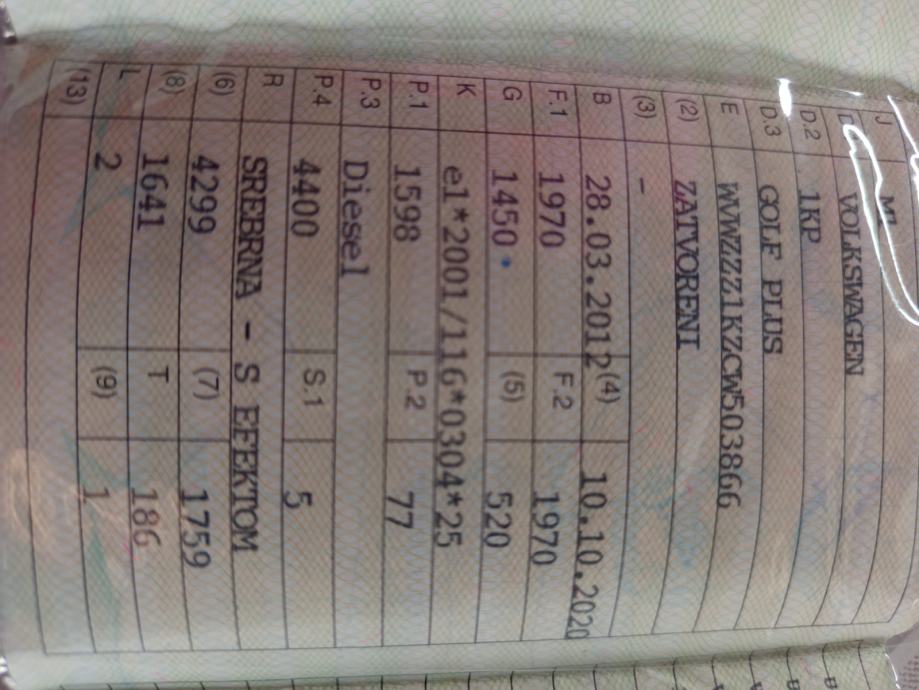 J M1
VOLKSWAGEN
D.2 1KP
D.3 GOLF PLUS
E WVWZZZ1KZCW503866
(2) ZATVORENI
(3) -
B 28.03.2012 (4) 10.10.2020
F.1 1970 F.2 1970
G 1450 (5) 520
K e1*2001/116*0304*25
P.1 1598 P.2 77
P.3 Diesel
P.4 4400 S.1 5
R SREBRNA - S EFEKTOM
(6) 4299 (7) 1759
(8) 1641 T 186
L 2 (9) 1
(13)